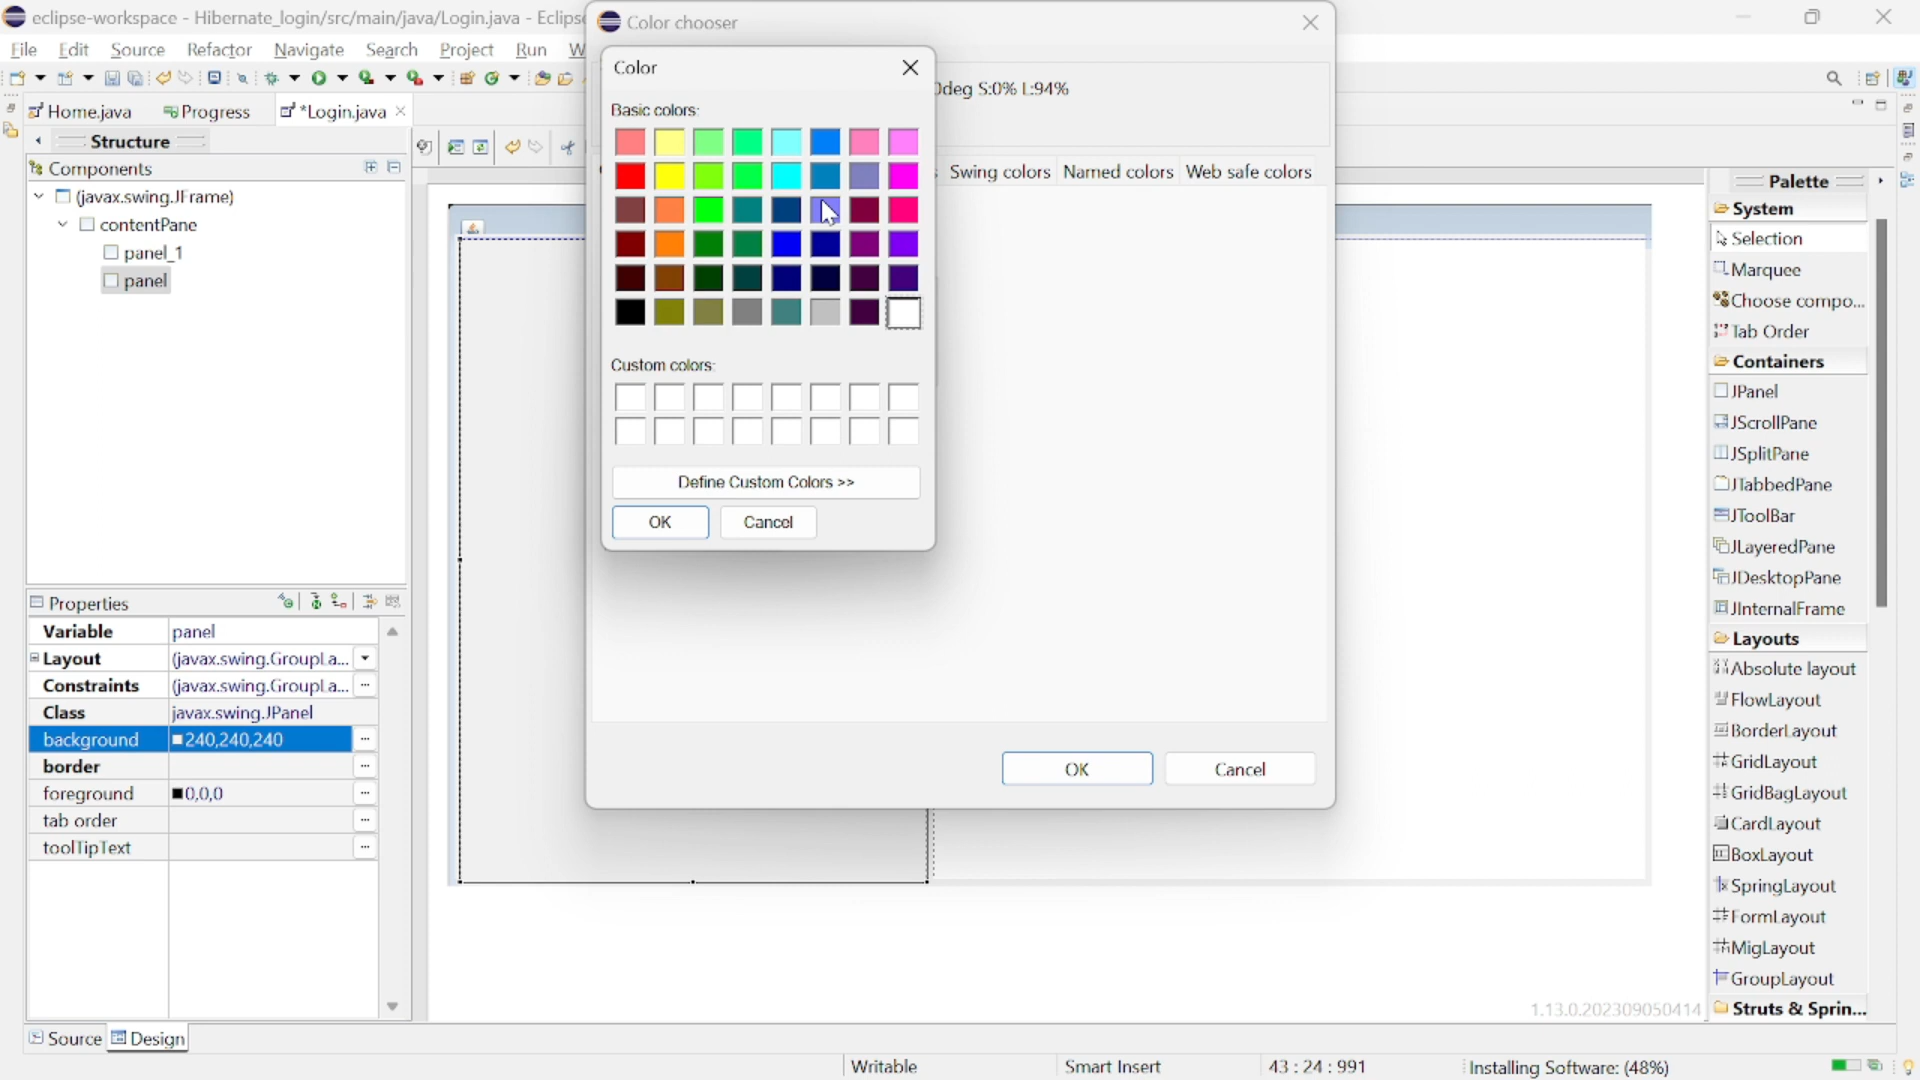 eclipse-workspace - Hibernate_login/src/main/java/Login.java - Eclips
Color chooser
File Edit Source Refactor Navigate Search Project Run W
Color
0deg S:0% L:94%
Home.java Progress *Login.java
Basic colors:
Structure
Components
Swing colors Named colors Web safe colors
Palette
(javax.swing.JFrame)
System
contentPane
Selection
panel_1
Marquee
panel
Choose compo...
Tab Order
Containers
Custom colors:
JPanel
JScrollPane
JSplitPane
Define Custom Colors >>
JTabbedPane
OK Cancel
JToolBar
JLayeredPane
JDesktopPane
Properties
JInternalFrame
Variable panel
Layouts
Layout (javax.swing.GroupLa...
Absolute layout
Constraints (javax.swing.GroupLa... ...
FlowLayout
Class javax.swing.JPanel
BorderLayout
background 240,240,240 ...
GridLayout
border ...
OK Cancel
foreground 0,0,0 ...
GridBagLayout
tab order ...
CardLayout
toolTipText ...
BoxLayout
SpringLayout
FormLayout
MigLayout
GroupLayout
1.13.0.202309050414
Struts & Sprin...
Source Design
Writable Smart Insert 43 : 24 : 991 Installing Software: (48%)